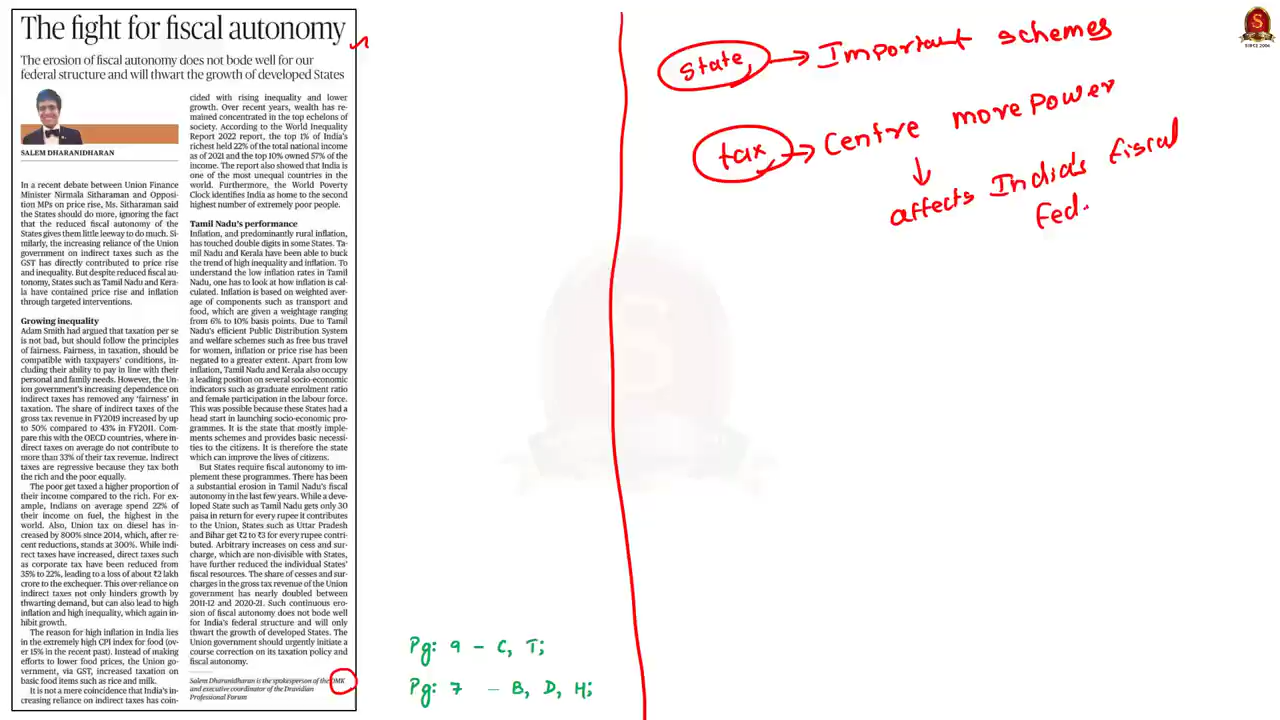 The fight for fiscal autonomy
The erosion of fiscal autonomy does not bode well for our
federal structure and will thwart the growth of developed States
SALEM DHARANIDHARAN
In a recent debate between Union Finance
Minister Nirmala Sitharaman and Opposi-
tion MPs on price rise, Ms. Sitharaman said
the States should do more, ignoring the fact
that the reduced fiscal autonomy of the
States gives them little leeway to do much. Si-
milarly, the increasing reliance of the Union
government on indirect taxes such as the
GST has directly contributed to price rise
and inequality. But despite reduced fiscal au-
tonomy, States such as Tamil Nadu and Kera-
la have contained price rise and inflation
through targeted interventions.
Growing inequality
Adam Smith had argued that taxation per se
is not bad, but should follow the principles
of fairness. Fairness, in taxation, should be
compatible with taxpayers' conditions, in-
cluding their ability to pay in line with their
personal and family needs. However, the Un-
ion government's increasing dependence on
indirect taxes has removed any 'fairness' in
taxation. The share of indirect taxes of the
gross tax revenue in FY2019 increased by up
to 50% compared to 43% in FY2011. Com-
pare this with the OECD countries, where in-
direct taxes on average do not contribute to
more than 33% of their tax revenue. Indirect
taxes are regressive because they tax both
the rich and the poor equally.
The poor get taxed a higher proportion of
their income compared to the rich. For ex-
ample, Indians on average spend 22% of
their income on fuel, the highest in the
world. Also, Union tax on diesel has in-
creased by 800% since 2014, which, after re-
cent reductions, stands at 300%. While indi-
rect taxes have increased, direct taxes such
as corporate tax have been reduced from
35% to 22%, leading to a loss of about ₹2 lakh
crore to the exchequer. This over-reliance on
indirect taxes not only hinders growth by
thwarting demand, but can also lead to high
inflation and high inequality, which again in-
hibit growth.
The reason for high inflation in India lies
in the extremely high CPI index for food (ov-
er 15% in the recent past). Instead of making
efforts to lower food prices, the Union go-
vernment, via GST, increased taxation on
basic food items such as rice and milk.
It is not a mere coincidence that India's in-
creasing reliance on indirect taxes has coin-
cided with rising inequality and lower
growth. Over recent years, wealth has re-
mained concentrated in the top echelons of
society. According to the World Inequality
Report 2022 report, the top 1% of India's
richest held 22% of the total national income
as of 2021 and the top 10% owned 57% of the
income. The report also showed that India is
one of the most unequal countries in the
world. Furthermore, the World Poverty
Clock identifies India as home to the second
highest number of extremely poor people.
Tamil Nadu's performance
Inflation, and predominantly rural inflation,
has touched double digits in some States. Ta-
mil Nadu and Kerala have been able to buck
the trend of high inequality and inflation. To
understand the low inflation rates in Tamil
Nadu, one has to look at how inflation is cal-
culated. Inflation is based on weighted aver-
age of components such as transport and
food, which are given a weightage ranging
from 6% to 10% basis points. Due to Tamil
Nadu's efficient Public Distribution System
and welfare schemes such as free bus travel
for women, inflation or price rise has been
negated to a greater extent. Apart from low
inflation, Tamil Nadu and Kerala also occupy
a leading position on several socio-economic
indicators such as graduate enrolment ratio
and female participation in the labour force.
This was possible because these States had a
head start in launching socio-economic pro-
grammes. It is the state that mostly imple-
ments schemes and provides basic necessi-
ties to the citizens. It is therefore the state
which can improve the lives of citizens.
But States require fiscal autonomy to im-
plement these programmes. There has been
a substantial erosion in Tamil Nadu's fiscal
autonomy in the last few years. While a deve-
loped State such as Tamil Nadu gets only 30
paisa in return for every rupee it contributes
to the Union, States such as Uttar Pradesh
and Bihar get ₹2 to ₹3 for every rupee contri-
buted. Arbitrary increases on cess and sur-
charge, which are non-divisible with States,
have further reduced the individual States'
fiscal resources. The share of cesses and sur-
charges in the gross tax revenue of the Union
government has nearly doubled between
2011-12 and 2020-21. Such continuous ero-
sion of fiscal autonomy does not bode well
for India's federal structure and will only
thwart the growth of developed States. The
Union government should urgently initiate a
course correction on its taxation policy and
fiscal autonomy.
Salem Dharanidharan is the spokesperson of the DMK
and executive coordinator of the Dravidian
Professional Forum
Pg: 9 - C, T;
Pg: 7 - B, D, H;
State → Important schemes
tax → Centre more Power
↓
affects India's fiscal
Fed.
S
SINCE 2004